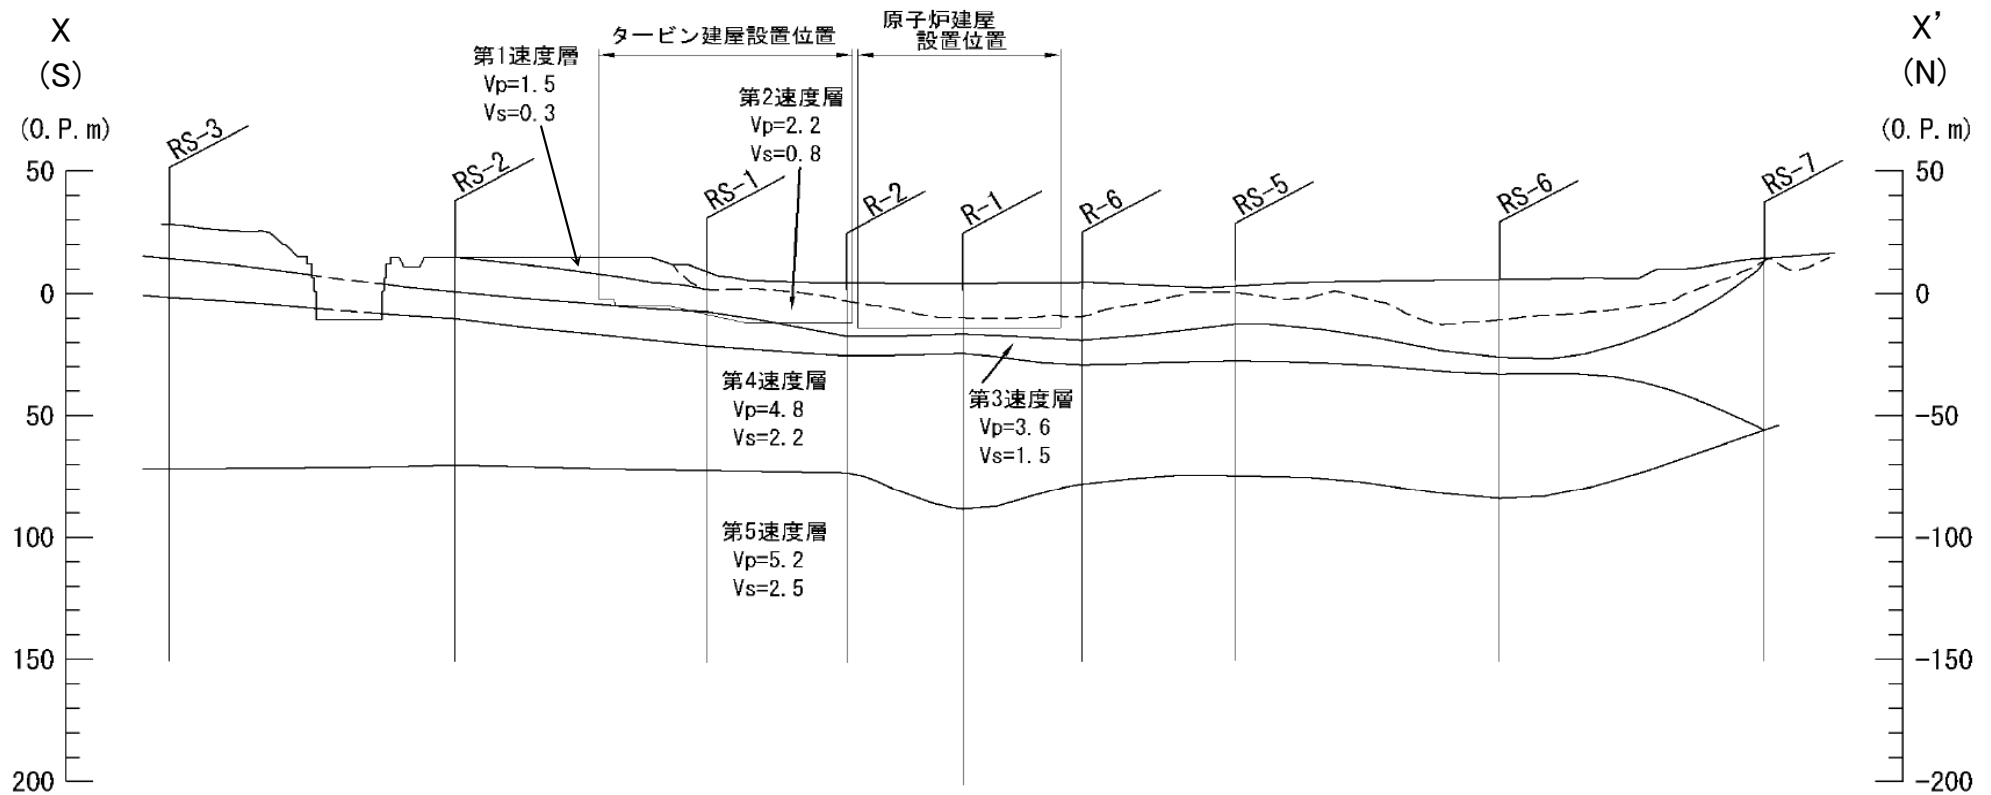 X
(S)
(O.P.m)
50
0
50
100
150
200
第1速度層
Vp=1.5
Vs=0.3
タービン建屋設置位置
原子炉建屋
設置位置
第2速度層
Vp=2.2
Vs=0.8
RS-3
RS-2
RS-1
R-2
R-1
R-6
RS-5
RS-6
RS-7
第4速度層
Vp=4.8
Vs=2.2
第3速度層
Vp=3.6
Vs=1.5
第5速度層
Vp=5.2
Vs=2.5
X’
(N)
(O.P.m)
50
0
-50
-100
-150
-200